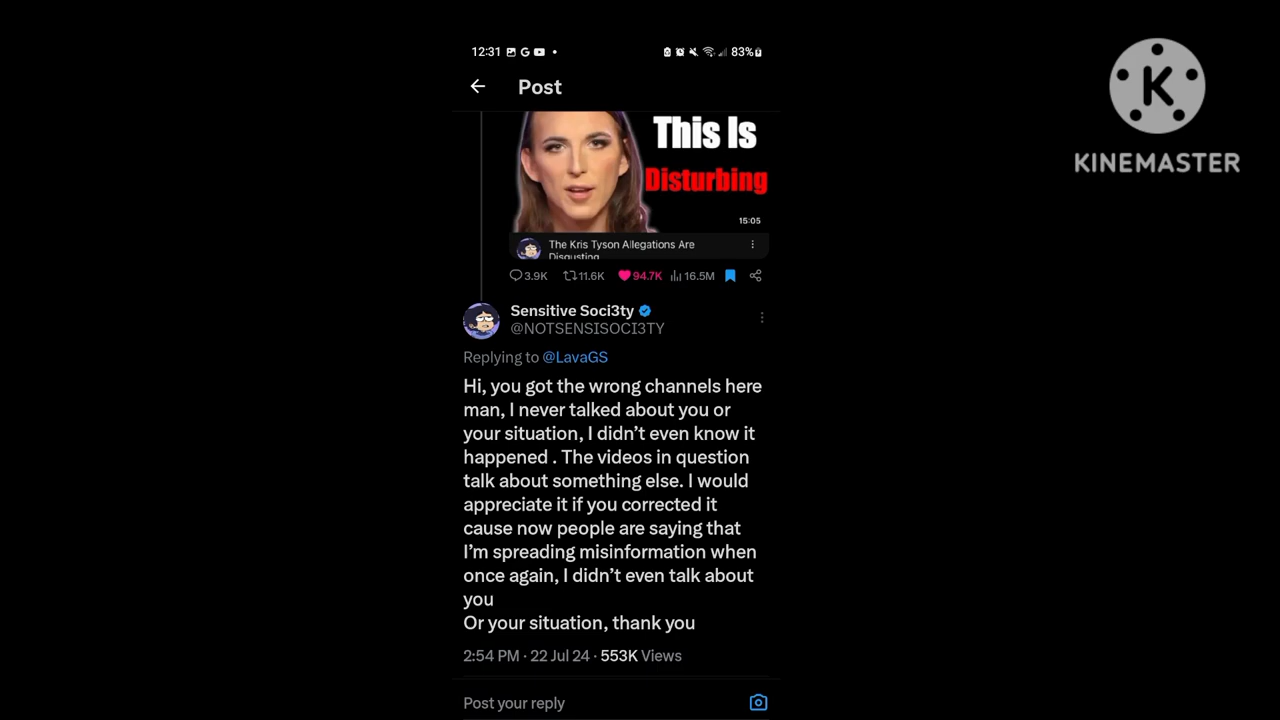 12:31 G 83%
Post
This Is
Disturbing
15:05
The Kris Tyson Allegations Are
Disgusting
3.9K 11.6K 94.7K 16.5M
Sensitive Soci3ty
@NOTSENSISOCI3TY
Replying to @LavaGS
Hi, you got the wrong channels here
man, I never talked about you or
your situation, I didn't even know it
happened . The videos in question
talk about something else. I would
appreciate it if you corrected it
cause now people are saying that
I'm spreading misinformation when
once again, I didn't even talk about
you
Or your situation, thank you
2:54 PM · 22 Jul 24 · 553K Views
Post your reply
K
KINEMASTER